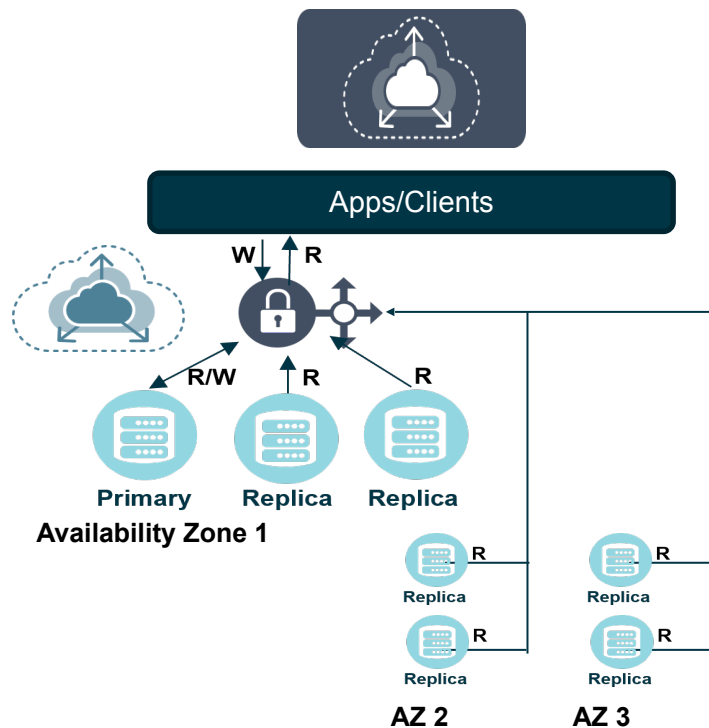 Apps/Clients
W R
R/W R R
Primary Replica Replica
Availability Zone 1
R R
Replica Replica
R R
Replica Replica
AZ 2 AZ 3